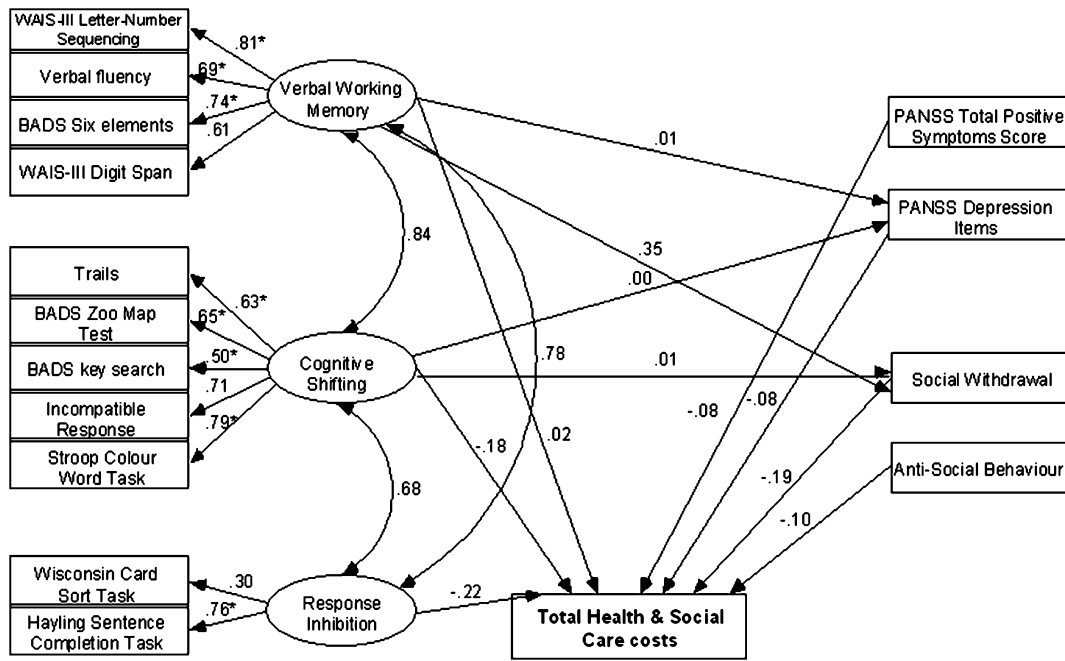 WAIS-III Letter-Number
Sequencing
Verbal fluency
BADS Six elements
WAIS-III Digit Span
.81*
.69*
.74*
.61
Verbal Working
Memory
.84
.01
.35
.00
.78
PANSS Total Positive
Symptoms Score
PANSS Depression
Items
Trails
BADS Zoo Map
Test
BADS key search
Incompatible
Response
Stroop Colour
Word Task
.63*
.65*
.50*
.71
.79*
Cognitive
Shifting
.01
Social Withdrawal
-.08
-.08
-.18
.02
.68
-.19
-.10
Anti-Social Behaviour
Wisconsin Card
Sort Task
Hayling Sentence
Completion Task
.30
.76*
Response
Inhibition
-.22
Total Health & Social
Care costs